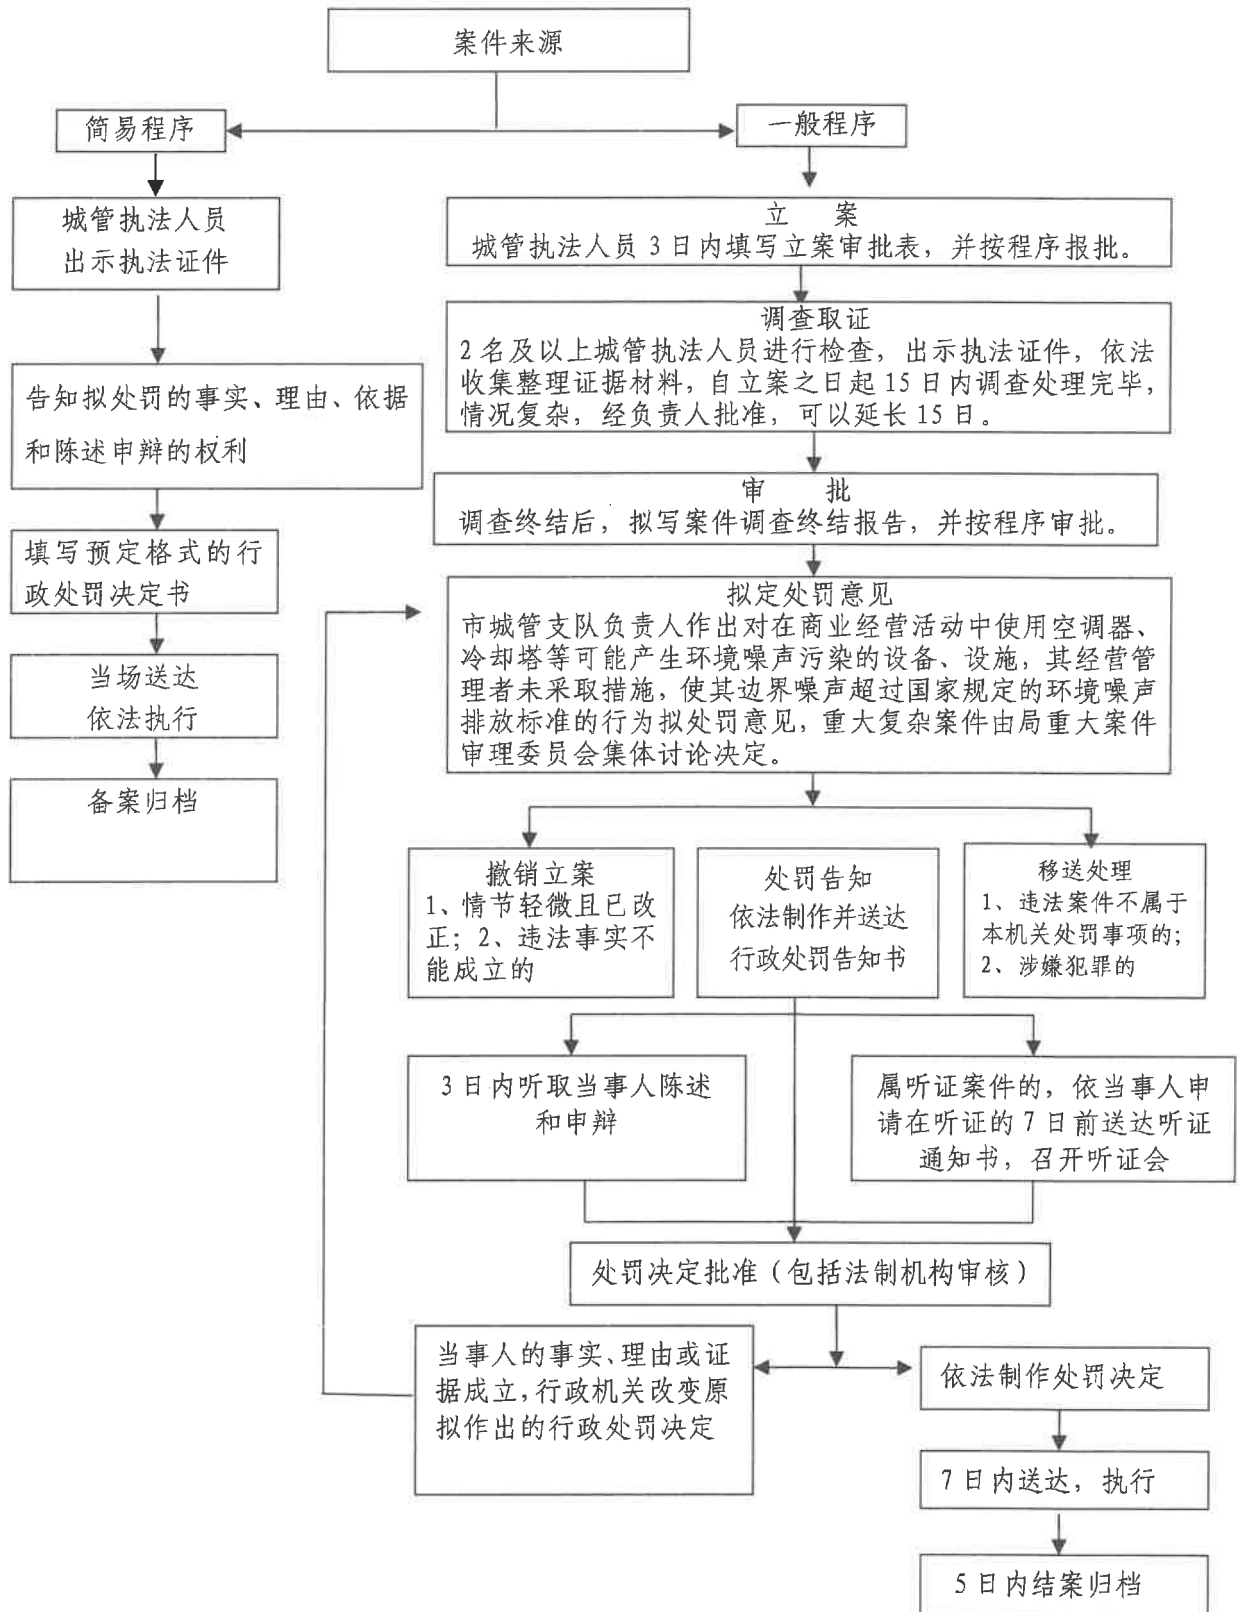 案件来源
简易程序
一般程序
城管执法人员
出示执法证件
告知拟处罚的事实、理由、依据
和陈述申辩的权利
填写预定格式的行
政处罚决定书
当场送达
依法执行
备案归档
立 案
城管执法人员 3 日内填写立案审批表，并按程序报批。
调查取证
2 名及以上城管执法人员进行检查，出示执法证件，依法
收集整理证据材料，自立案之日起 15 日内调查处理完毕，
情况复杂，经负责人批准，可以延长 15 日。
审 批
调查终结后，拟写案件调查终结报告，并按程序审批。
拟定处罚意见
市城管支队负责人作出对在商业经营活动中使用空调器、
冷却塔等可能产生环境噪声污染的设备、设施，其经营管
理者未采取措施，使其边界噪声超过国家规定的环境噪声
排放标准的行为拟处罚意见，重大复杂案件由局重大案件
审理委员会集体讨论决定。
撤销立案
1、情节轻微且已改
正；2、违法事实不
能成立的
处罚告知
依法制作并送达
行政处罚告知书
移送处理
1、违法案件不属于
本机关处罚事项的；
2、涉嫌犯罪的
3 日内听取当事人陈述
和申辩
属听证案件的，依当事人申
请在听证的 7 日前送达听证
通知书，召开听证会
处罚决定批准（包括法制机构审核）
当事人的事实、理由或证
据成立，行政机关改变原
拟作出的行政处罚决定
依法制作处罚决定
7 日内送达，执行
5 日内结案归档